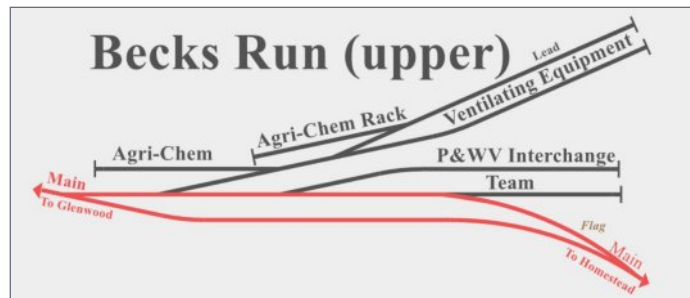 Becks Run (upper)
Lead
Ventilating Equipment
Agri-Chem Rack
Agri-Chem
P&WV Interchange
Main
Team
To Glenwood
Flag
Main
To Homestead